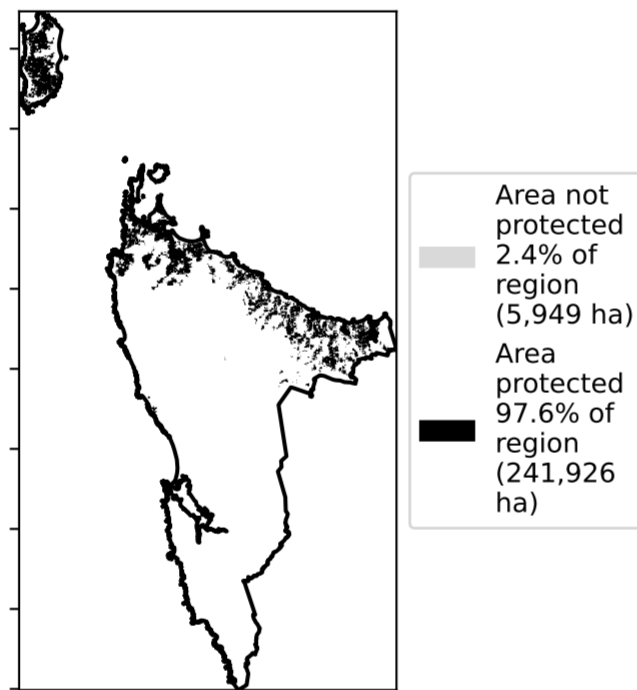 Area not
protected
2.4% of
region
(5,949 ha)
Area
protected
97.6% of
region
(241,926
ha)